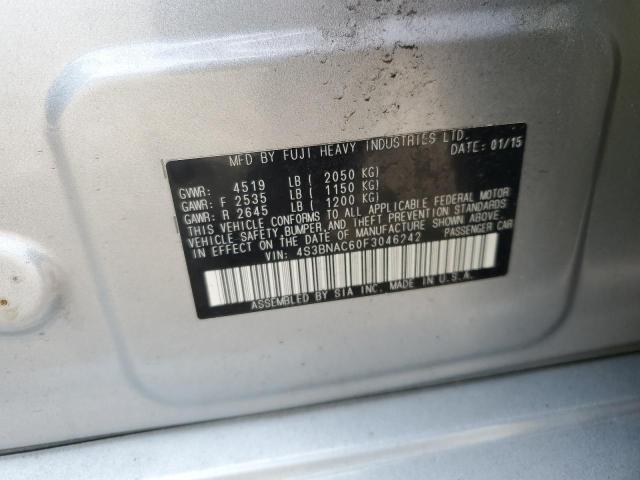 MFD BY FUJI HEAVY INDUSTRIES LTD.
DATE: 01/15
GVWR: 4519 LB ( 2050 KG)
GAWR: F 2535 LB ( 1150 KG)
GAWR: R 2645 LB ( 1200 KG)
THIS VEHICLE CONFORMS TO ALL APPLICABLE FEDERAL MOTOR
VEHICLE SAFETY,BUMPER,AND THEFT PREVENTION STANDARDS
IN EFFECT ON THE DATE OF MANUFACTURE SHOWN ABOVE.
PASSENGER CAR
VIN: 4S3BNAC60F3046242
ASSEMBLED BY SIA INC. MADE IN U.S.A.